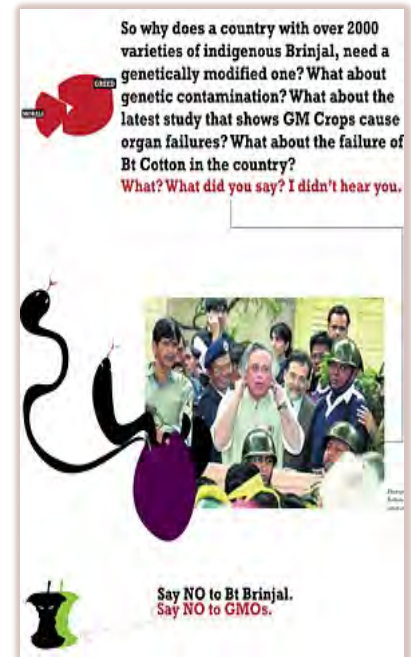 So why does a country with over 2000
varieties of indigenous Brinjal, need a
genetically modified one? What about
genetic contamination? What about the
latest study that shows GM Crops cause
organ failures? What about the failure of
Bt Cotton in the country?
What? What did you say? I didn't hear you.
GREED
MORALS
Say NO to Bt Brinjal.
Say NO to GMOs.